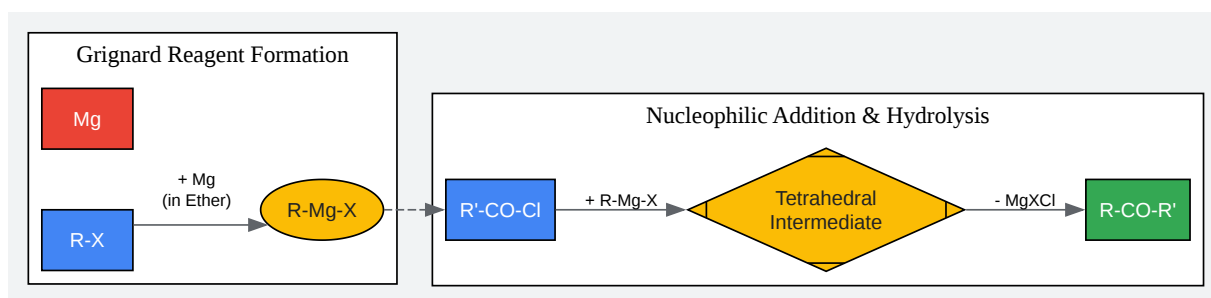 Grignard Reagent Formation
Mg
+ Mg
(in Ether)
R-X
R-Mg-X
Nucleophilic Addition & Hydrolysis
R'-CO-Cl
+ R-Mg-X
Tetrahedral
Intermediate
- MgXCl
R-CO-R'